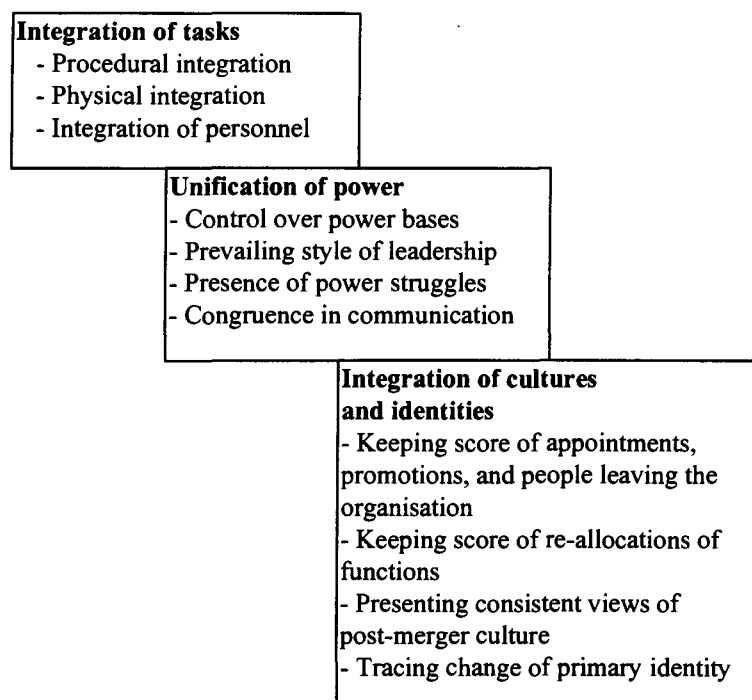 Integration of tasks
- Procedural integration
- Physical integration
- Integration of personnel
Unification of power
- Control over power bases
- Prevailing style of leadership
- Presence of power struggles
- Congruence in communication
Integration of cultures
and identities
- Keeping score of appointments,
promotions, and people leaving the
organisation
- Keeping score of re-allocations of
functions
- Presenting consistent views of
post-merger culture
- Tracing change of primary identity